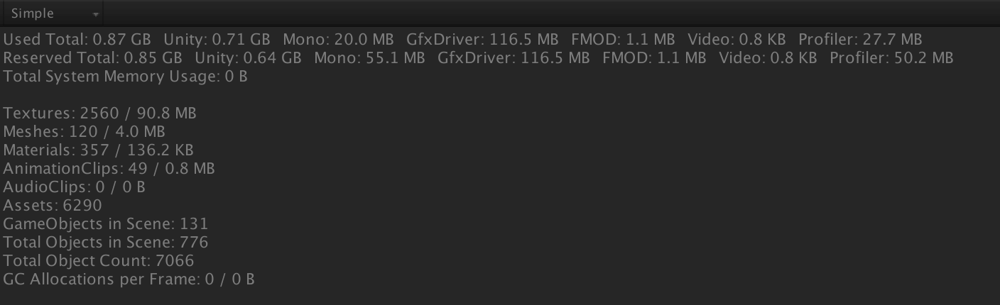 Simple
Used Total: 0.87 GB   Unity: 0.71 GB   Mono: 20.0 MB   GfxDriver: 116.5 MB   FMOD: 1.1 MB   Video: 0.8 KB   Profiler: 27.7 MB
Reserved Total: 0.85 GB   Unity: 0.64 GB   Mono: 55.1 MB   GfxDriver: 116.5 MB   FMOD: 1.1 MB   Video: 0.8 KB   Profiler: 50.2 MB
Total System Memory Usage: 0 B
Textures: 2560 / 90.8 MB
Meshes: 120 / 4.0 MB
Materials: 357 / 136.2 KB
AnimationClips: 49 / 0.8 MB
AudioClips: 0 / 0 B
Assets: 6290
GameObjects in Scene: 131
Total Objects in Scene: 776
Total Object Count: 7066
GC Allocations per Frame: 0 / 0 B